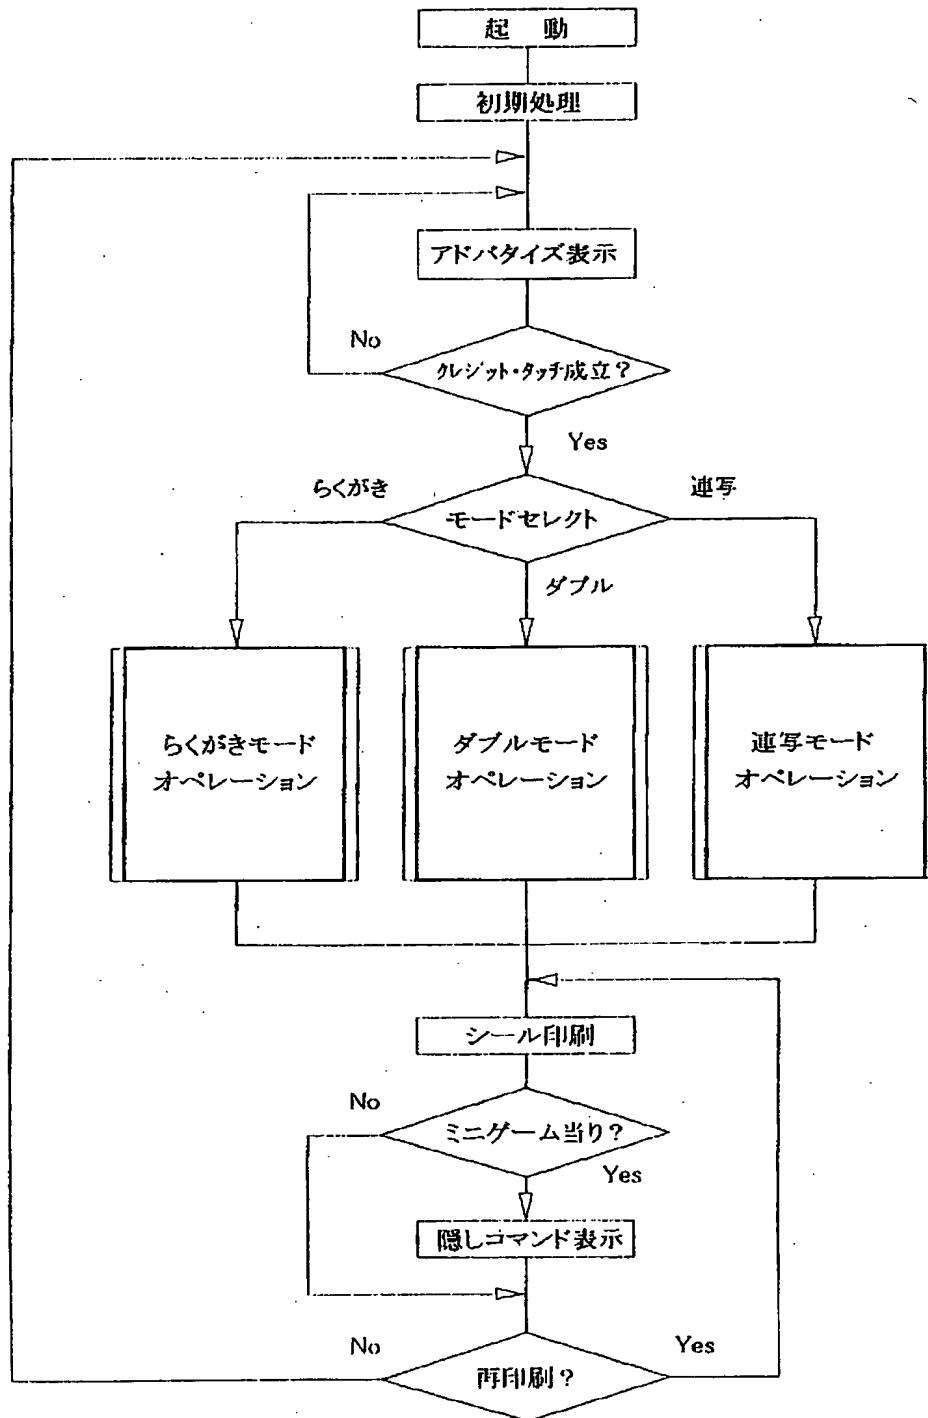 起 動
初期処理
アドバタイズ表示
No
クレジット・タッチ成立?
Yes
らくがき
連写
モードセレクト
ダブル
らくがきモード
オペレーション
ダブルモード
オペレーション
連写モード
オペレーション
シール印刷
No
ミニゲーム当り?
Yes
隠しコマンド表示
No
Yes
再印刷?